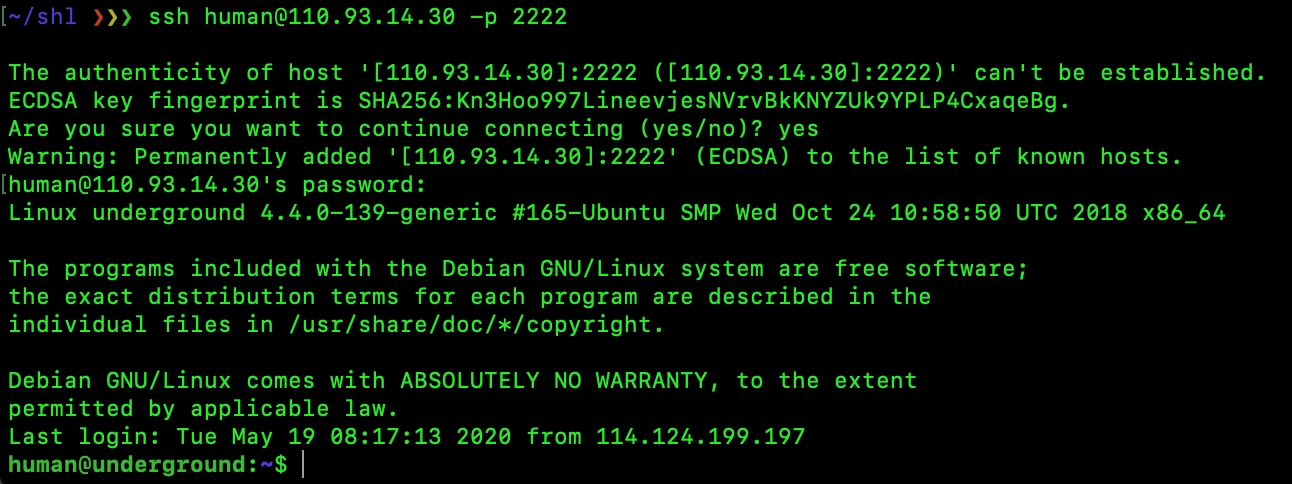 [~/shl ❯❯❯ ssh human@110.93.14.30 -p 2222
The authenticity of host '[110.93.14.30]:2222 ([110.93.14.30]:2222)' can't be established.
ECDSA key fingerprint is SHA256:Kn3Hoo997LineevjesNVrvBkKNYZUk9YPLP4CxaqeBg.
Are you sure you want to continue connecting (yes/no)? yes
Warning: Permanently added '[110.93.14.30]:2222' (ECDSA) to the list of known hosts.
[human@110.93.14.30's password:
Linux underground 4.4.0-139-generic #165-Ubuntu SMP Wed Oct 24 10:58:50 UTC 2018 x86_64
The programs included with the Debian GNU/Linux system are free software;
the exact distribution terms for each program are described in the
individual files in /usr/share/doc/*/copyright.
Debian GNU/Linux comes with ABSOLUTELY NO WARRANTY, to the extent
permitted by applicable law.
Last login: Tue May 19 08:17:13 2020 from 114.124.199.197
human@underground:~$